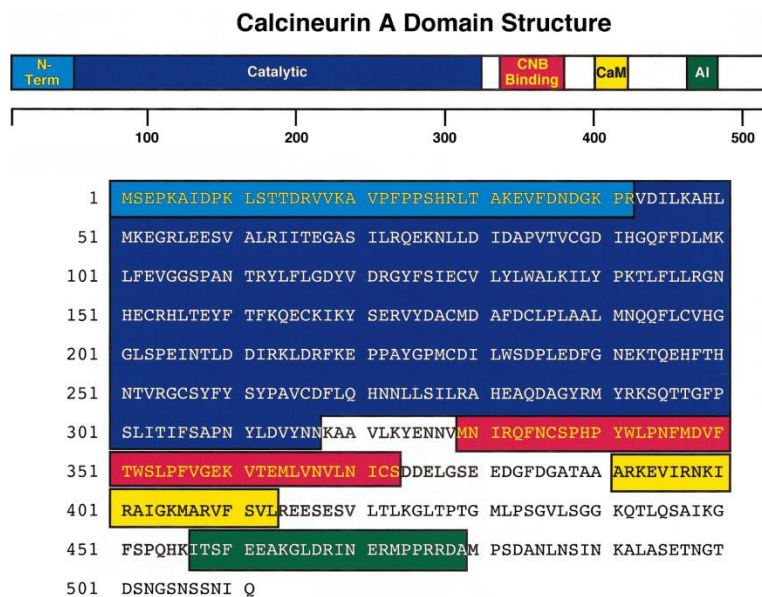 Calcineurin A Domain Structure
N-Term Catalytic CNB Binding CaM AI
100 200 300 400 500
1 MSEPKAIDPK LSTTDRVVKA VPFPPSHRLT AKEVFDNDGK PRVDILKAHL
51 MKEGRLEESV ALRIITEGAS ILRQEKNLLD IDAPVTVCGD IHGQFFDLMK
101 LFEVGGSPAN TRYLFLGDYV DRGYFSIECV LYLWALKILY PKTLFLLRGN
151 HECRHLTEYF TFKQECKIKY SERVYDACMD AFDCLPLAAL MNQQFLCVHG
201 GLSPEINTLD DIRKLDRFKE PPAYGPMCDI LWSDPLEDFG NEKTQEHFTH
251 NTVRGCSYFY SYPAVCDFLQ HNNLLSILRA HEAQDAGYRM YRKSQTTGFP
301 SLITIFSAPN YLDVYNNKAA VLKYENNVMN IRQFNCSPHP YWLPNFMDVF
351 TWSLPFVGEK VTEMLVNVLN ICSDDELGSE EDGFDGATAA ARKEVIRNKI
401 RAIGKMARVF SVLREESESV LTLKGLTPTG MLPSGVLSGG KQTLQSAIKG
451 FSPQHKITSF EEAKGLDRIN ERMPPRRDAM PSDANLNSIN KALASETNGT
501 DSNGSNSSNI Q